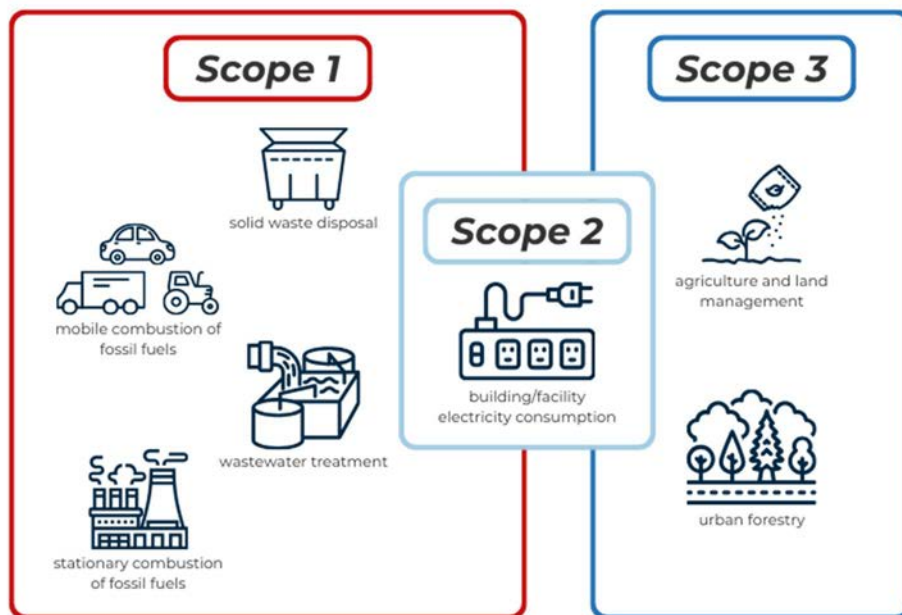 Scope 1
solid waste disposal
mobile combustion of
fossil fuels
wastewater treatment
stationary combustion
of fossil fuels
Scope 2
building/facility
electricity consumption
Scope 3
agriculture and land
management
urban forestry